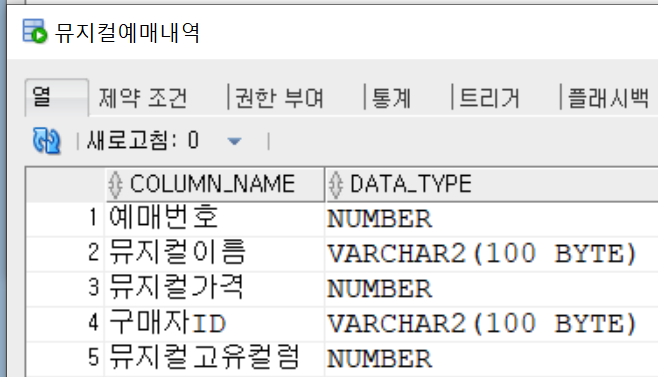 뮤지컬예매내역
열 제약 조건 |권한 부여 |통계 |트리거 |플래시백
새로고침: 0
COLUMN_NAME DATA_TYPE
1 예매번호 NUMBER
2 뮤지컬이름 VARCHAR2(100 BYTE)
3 뮤지컬가격 NUMBER
4 구매자ID VARCHAR2(100 BYTE)
5 뮤지컬고유컬럼 NUMBER